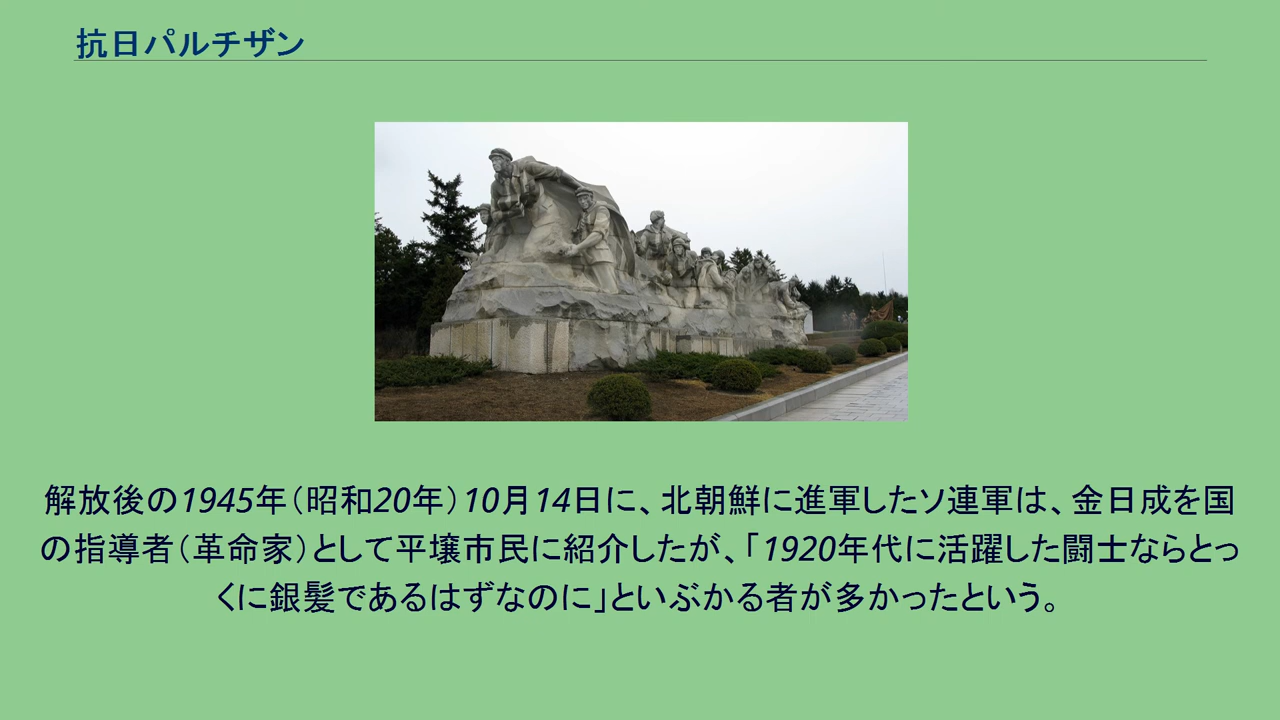 抗日パルチザン
解放後の1945年（昭和20年）10月14日に、北朝鮮に進軍したソ連軍は、金日成を国
の指導者（革命家）として平壌市民に紹介したが、「1920年代に活躍した闘士ならとっ
くに銀髪であるはずなのに」といぶかる者が多かったという。